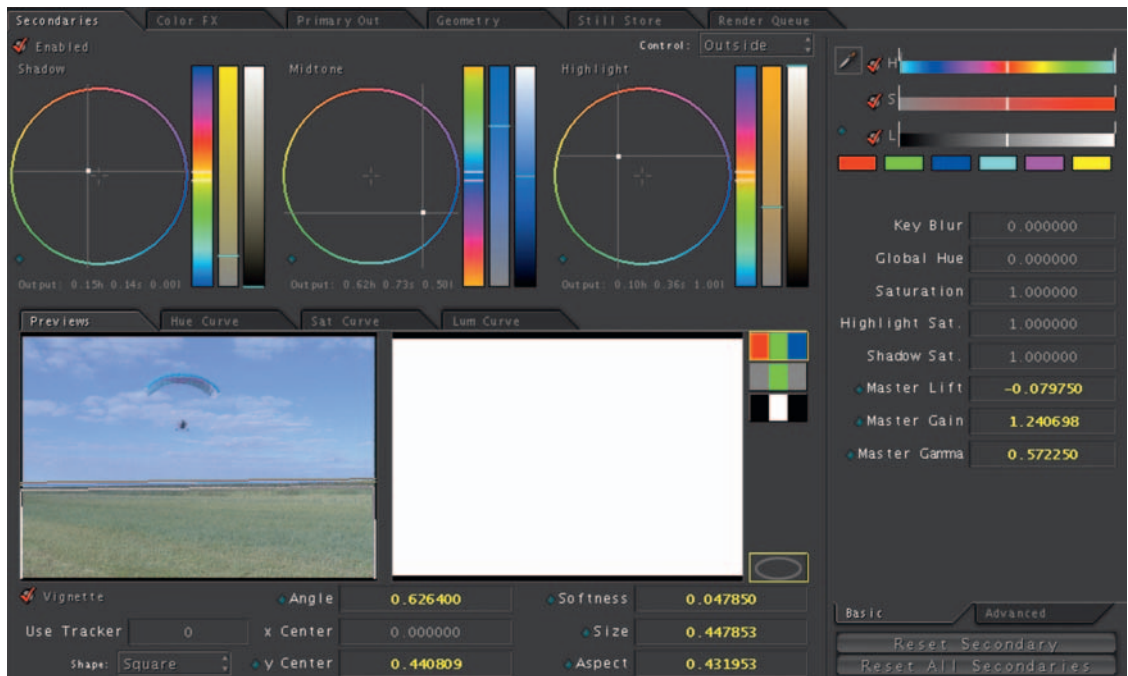 Secondaries Color FX Primary Out Geometry Still Store Render Queue
Enabled
Control: Outside
Shadow Midtone Highlight
H
S
L
Output: 0.15h 0.14s 0.00l Output: 0.62h 0.73s 0.50l Output: 0.10h 0.36s 1.00l
Key Blur 0.000000
Global Hue 0.000000
Saturation 1.000000
Highlight Sat. 1.000000
Shadow Sat. 1.000000
Master Lift -0.079750
Master Gain 1.240698
Master Gamma 0.572250
Previews Hue Curve Sat Curve Lum Curve
Vignette Angle 0.626400 Softness 0.047850
Use Tracker 0 x Center 0.000000 Size 0.447853
Shape: Square y Center 0.440809 Aspect 0.431953
Basic Advanced
Reset Secondary
Reset All Secondaries